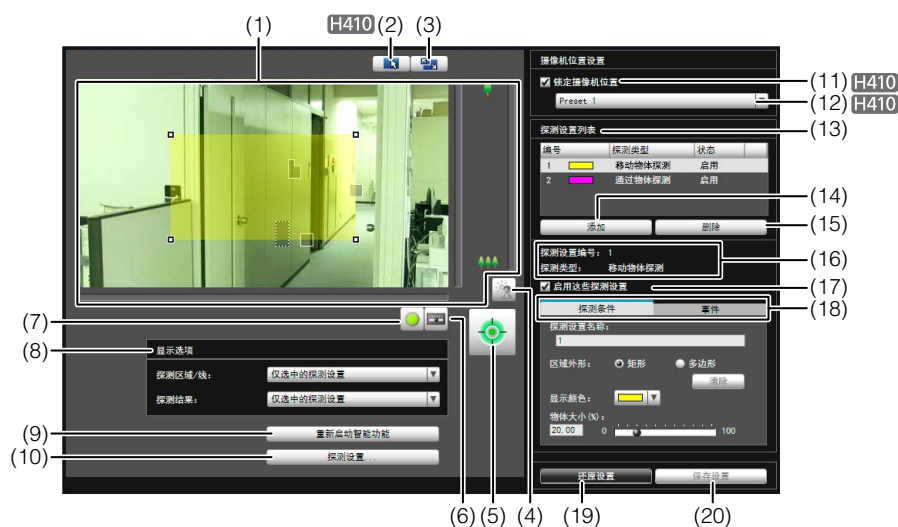 (1) H410 (2) (3)
摄像机位置设置
锁定摄像机位置 (11) H410
Preset 1 (12) H410
探测设置列表 (13)
编号 探测类型 状态
1 移动物体探测 启用
2 通过物体探测 启用
(14)
添加 删除 (15)
探测设置编号: 1
探测类型: 移动物体探测 (16)
启用这些探测设置 (17)
探测条件 事件 (18)
探测设置名称:
1
区域外形: 矩形 多边形
清除
显示颜色:
物体大小(%):
20.00 0 100
还原设置 保存设置
(7)
(8) 显示选项
探测区域/线: 仅选中的探测设置
探测结果: 仅选中的探测设置
(9) 重新启动智能功能
(10) 探测设置...
(6) (5) (4) (19) (20)